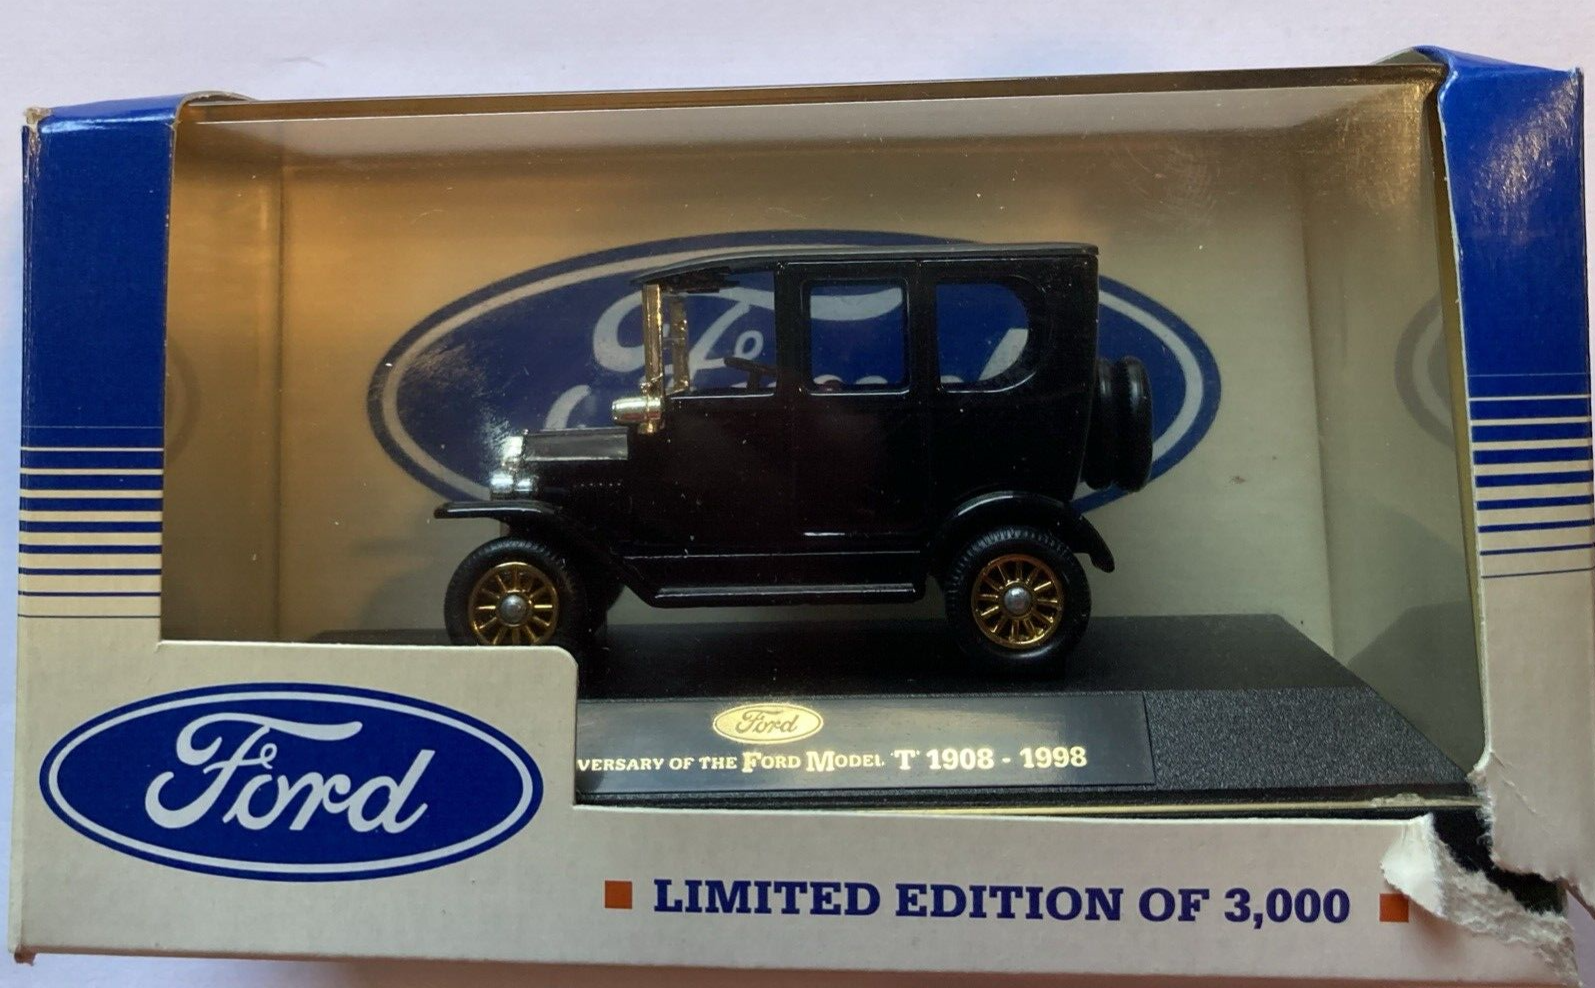 Ford
Ford
VERSARY OF THE FORD MODEL 'T' 1908 - 1998
Ford
LIMITED EDITION OF 3,000